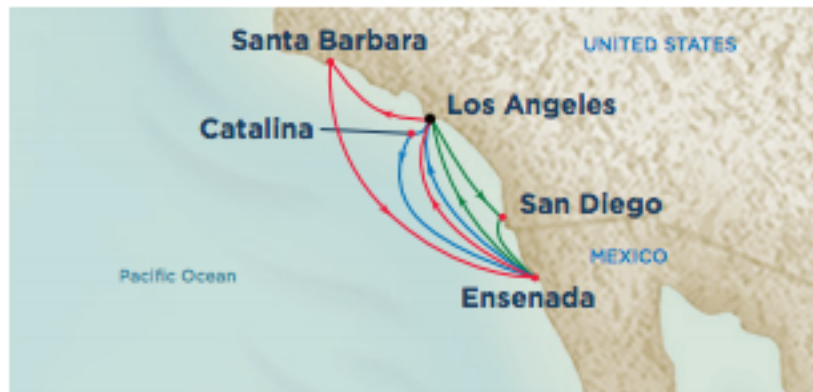 Santa Barbara
UNITED STATES
Los Angeles
Catalina
San Diego
MEXICO
Pacific Ocean
Ensenada